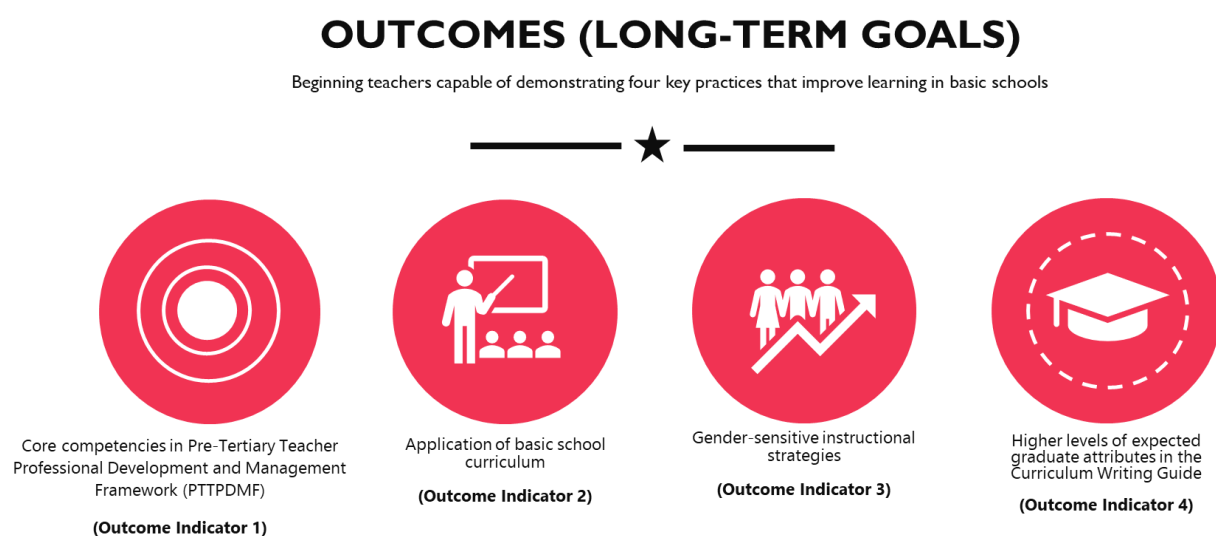 OUTCOMES (LONG-TERM GOALS)
Beginning teachers capable of demonstrating four key practices that improve learning in basic schools
Core competencies in Pre-Tertiary Teacher
Professional Development and Management
Framework (PTTPDMF)
(Outcome Indicator 1)
Application of basic school
curriculum
(Outcome Indicator 2)
Gender-sensitive instructional
strategies
(Outcome Indicator 3)
Higher levels of expected
graduate attributes in the
Curriculum Writing Guide
(Outcome Indicator 4)